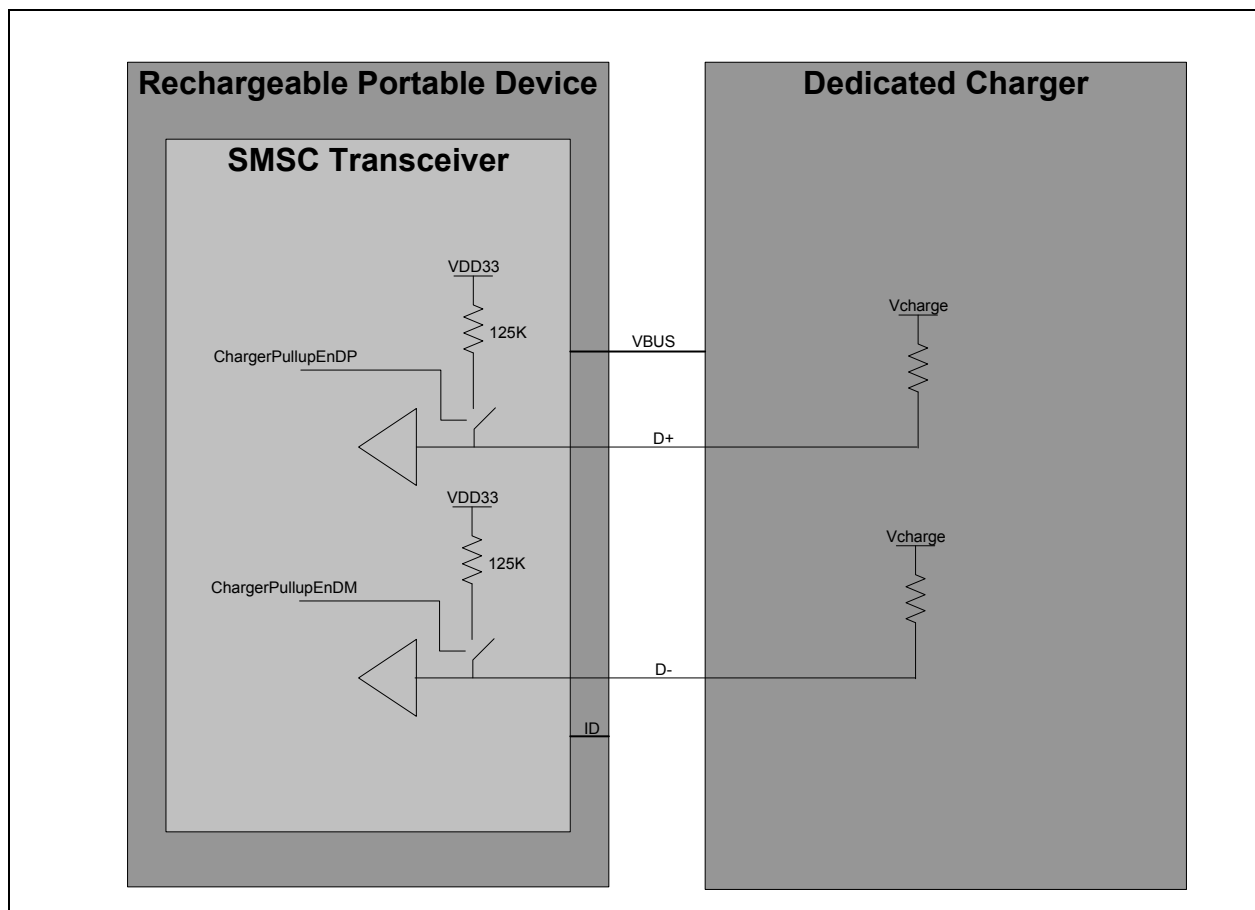 Rechargeable Portable Device
Dedicated Charger
SMSC Transceiver
VDD33
125K
ChargerPullupEnDP
VBUS
Vcharge
D+
VDD33
125K
ChargerPullupEnDM
Vcharge
D-
ID